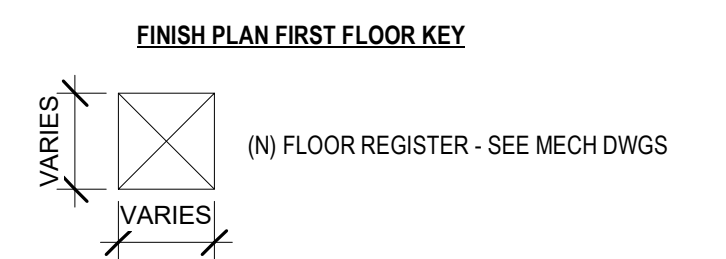 FINISH PLAN FIRST FLOOR KEY
VARIES
(N) FLOOR REGISTER - SEE MECH DWGS
VARIES